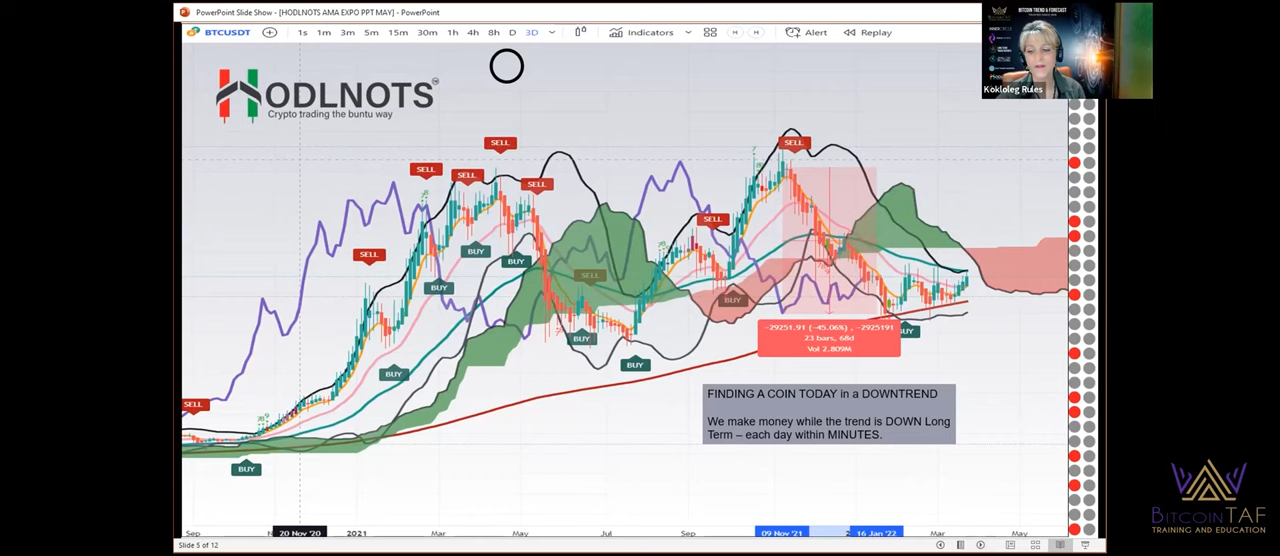 PowerPoint Slide Show - [HODLNOTS AMA EXPO PPT MAY] - PowerPoint
BTCUSDT 1s 1m 3m 5m 15m 30m 1h 4h 8h D 3D Indicators Alert Replay
BITCOIN TREND & FORECAST
Kokloleg Rules
HODLNOTS
Crypto trading the buntu way
SELL
SELL
SELL
SELL
SELL
SELL
SELL
SELL
SELL
BUY
BUY
BUY
BUY
BUY
BUY
BUY
BUY
BUY
-29251.91 (-45.06%) , -2925191
23 bars, 68d
Vol 2.809M
FINDING A COIN TODAY in a DOWNTREND
We make money while the trend is DOWN Long
Term – each day within MINUTES.
Sep 20 Nov '20 2021 Mar May Jul Sep 09 Nov '21 16 Jan '22 Mar May
Slide 5 of 12
BITCOINTAF
TRAINING AND EDUCATION